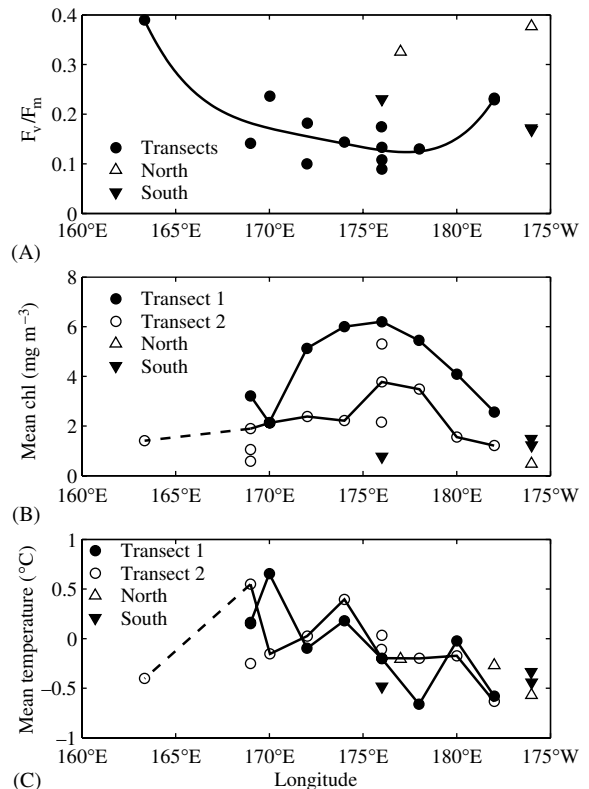 0.4
0.3
0.2
0.1
0
Fv/Fm
Transects
North
South
160°E 165°E 170°E 175°E 180°E 175°W
(A)
8
6
4
2
0
Mean chl (mg m⁻³)
Transect 1
Transect 2
North
South
160°E 165°E 170°E 175°E 180°E 175°W
(B)
1
0.5
0
−0.5
−1
Mean temperature (°C)
Transect 1
Transect 2
North
South
160°E 165°E 170°E 175°E 180°E 175°W
(C)
Longitude